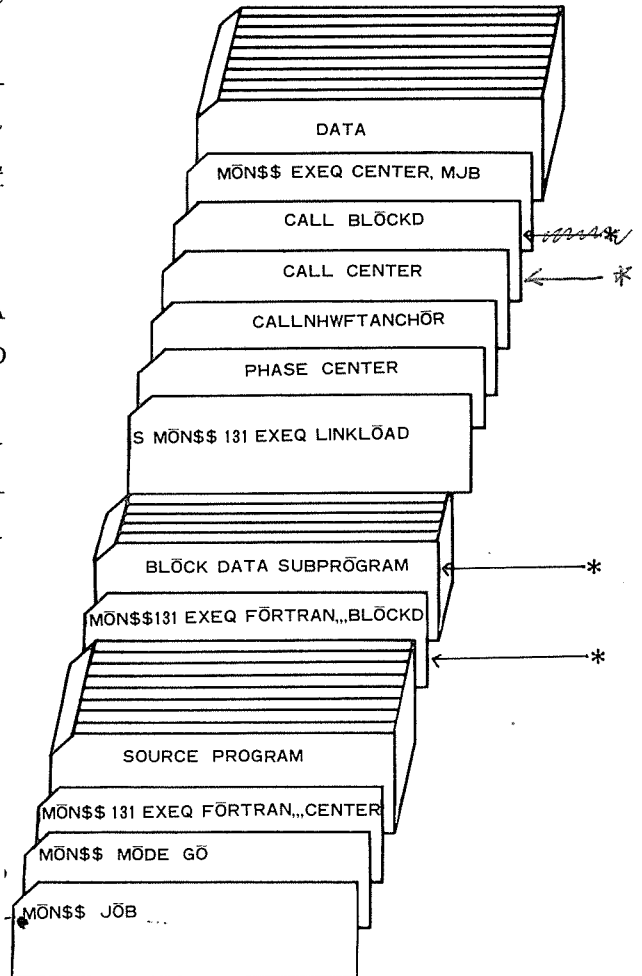 DATA
MŌN$$ EXEQ CENTER, MJB
CALL BLŌCKD
*
CALL CENTER
*
CALLNHWFTANCHŌR
PHASE CENTER
S MŌN$$ 131 EXEQ LINKLŌAD
BLŌCK DATA SUBPRŌGRAM
*
MŌN$$131 EXEQ FŌRTRAN,,,BLŌCKD
*
SOURCE PROGRAM
MŌN$$ 131 EXEQ FŌRTRAN,,,CENTER
MŌN$$ MŌDE GŌ
MŌN$$ JŌB ...